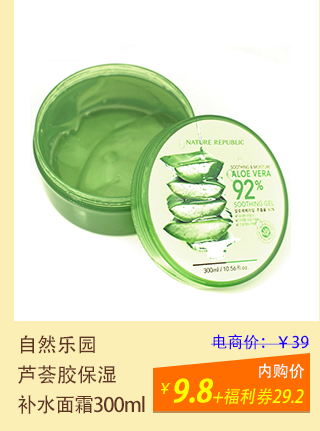 NATURE REPUBLIC
SOOTHING & MOISTURE
ALOE VERA
92%
SOOTHING GEL
300ml / 10.56 fl.oz
自然乐园
芦荟胶保湿
补水面霜300ml
电商价：￥39
内购价
￥9.8+福利券29.2